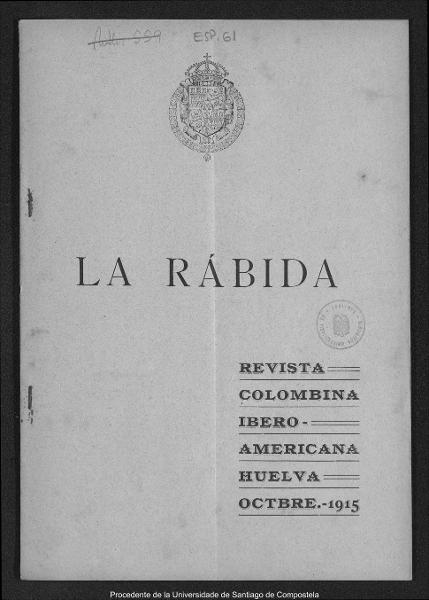 ESP. 61
LA RÁBIDA
REVISTA
COLOMBINA
IBERO-
AMERICANA
HUELVA
OCTBRE.-1915
Procedente de la Universidade de Santiago de Compostela